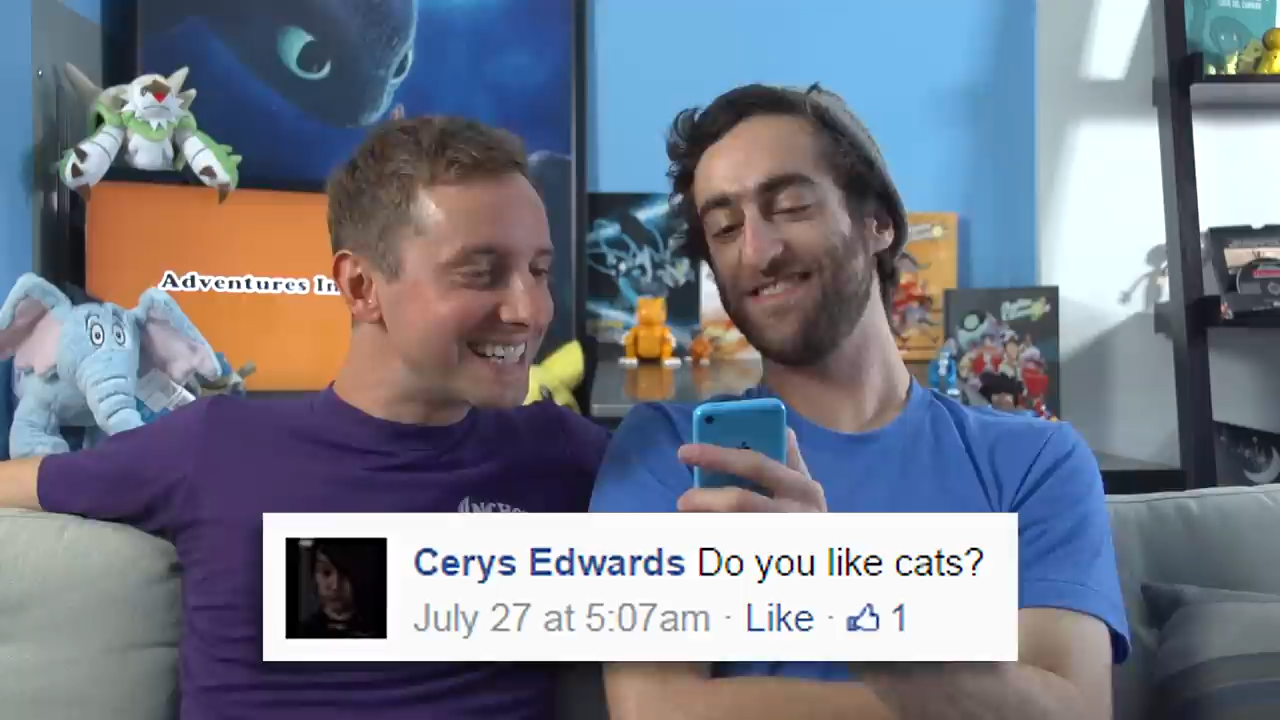 Adventures In
Cerys Edwards Do you like cats?
July 27 at 5:07am · Like · 1